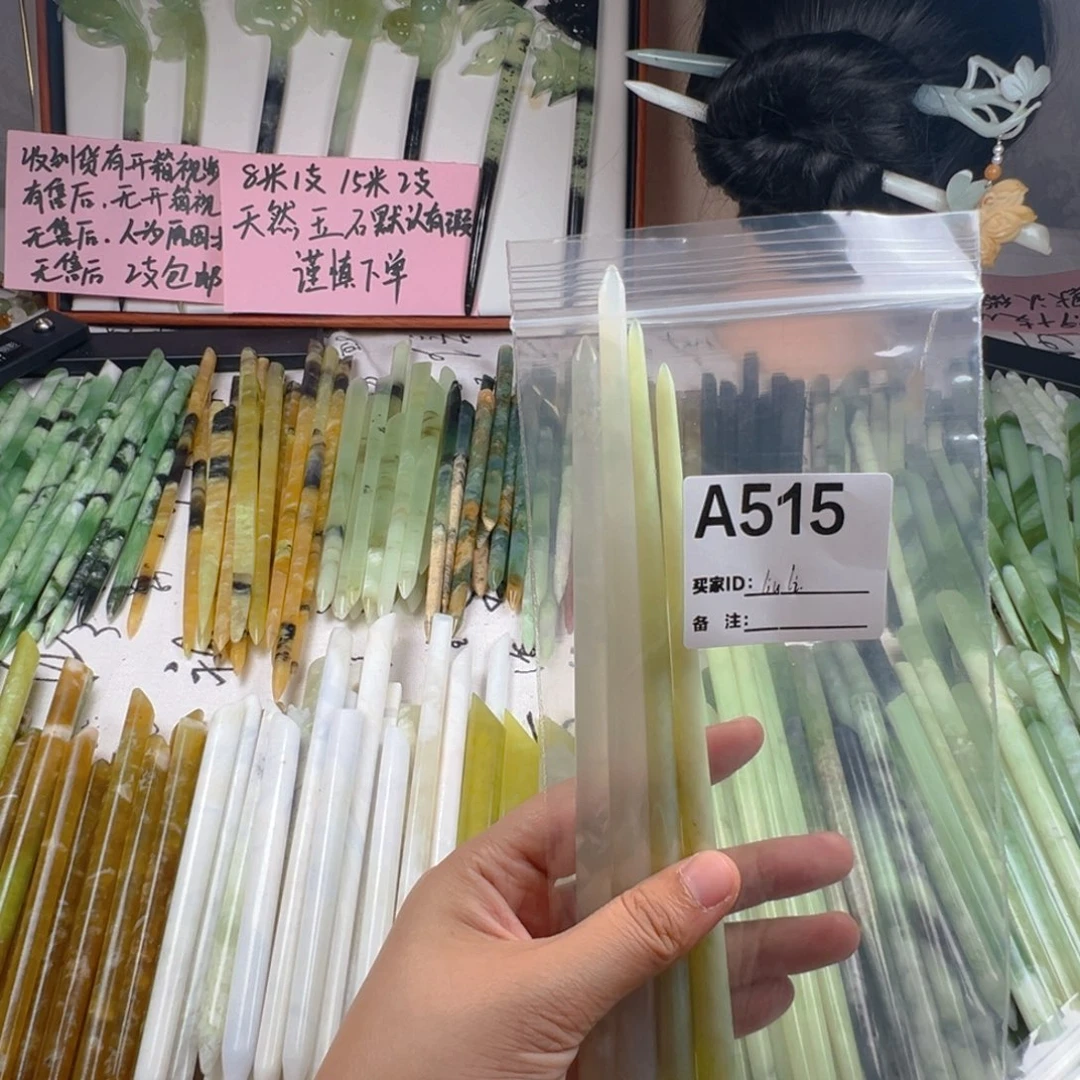 收到货有开箱视频
有售后，无开箱视
无售后．人为原因
无售后 2支包邮
8米1支 15米2支
天然玉石默认有瑕
谨慎下单
A515
买家ID: liuli
备 注: